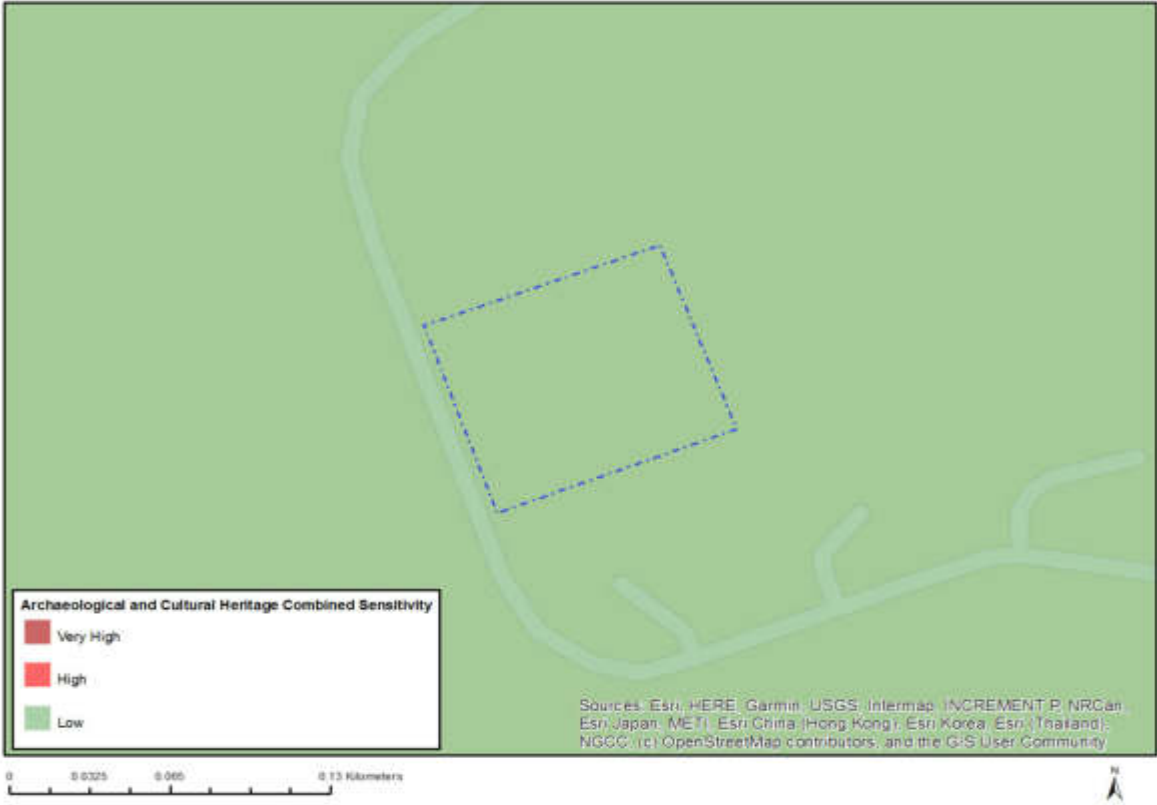 Archaeological and Cultural Heritage Combined Sensitivity
Very High
High
Low
Sources: Esri, HERE, Garmin, USGS, Intermap, INCREMENT P, NRCan,
Esri Japan, METI, Esri China (Hong Kong), Esri Korea, Esri (Thailand),
NGCC, (c) OpenStreetMap contributors, and the GIS User Community
0 0.0325 0.065 0.13 Kilometers
N